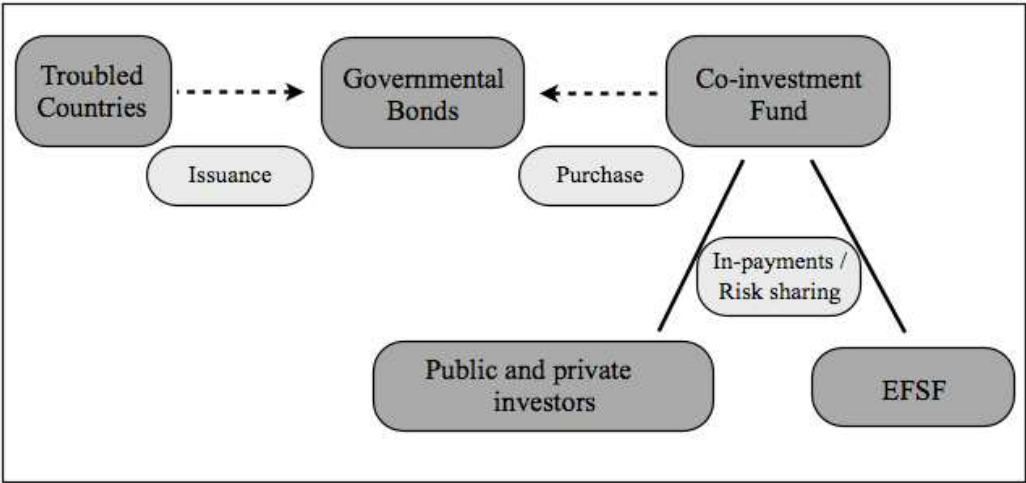 Troubled
Countries
Governmental
Bonds
Co-investment
Fund
Issuance
Purchase
In-payments /
Risk sharing
Public and private
investors
EFSF